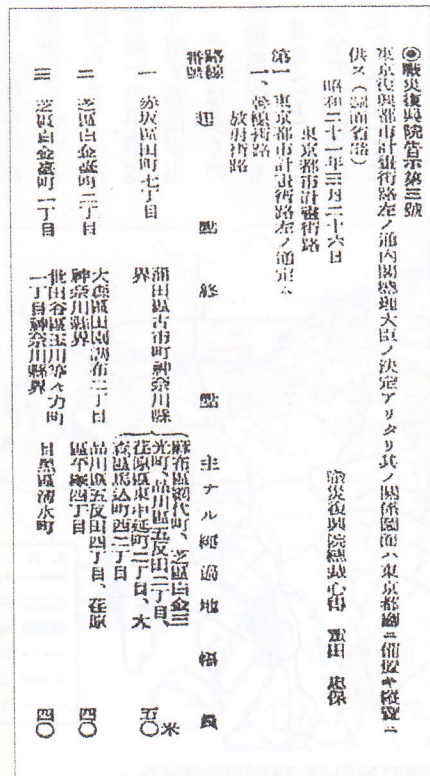 ◉戰災復興院告示第三號
東京復興都市計畫街路左ノ通內閣總理大臣ノ決定アリタリ其ノ關係圖面ハ東京都廳ニ備置キ縱覽ニ
供ス(圖面省略)
昭和二十一年三月二十六日
戰災復興院總裁心得 重田 忠保
東京都市計畫街路
第一 東京都市計畫街路左ノ通定ム
一、幹線街路
放射街路
路線番號 起點 終點 主ナル經過地 幅員
一 赤坂區田町七丁目 蒲田區古市町神奈川縣界 麻布區網代町、芝區白金三光町、品川區五反田二丁目、荏原區東中延町二丁目、大森區馬込町西二丁目 五〇米
二 芝區白金臺町二丁目 大森區田園調布二丁目神奈川縣界 品川區五反田四丁目、荏原區平塚四丁目 四〇
三 芝區白金臺町一丁目 世田谷區玉川等々力町一丁目神奈川縣界 目黑區淸水町 四〇